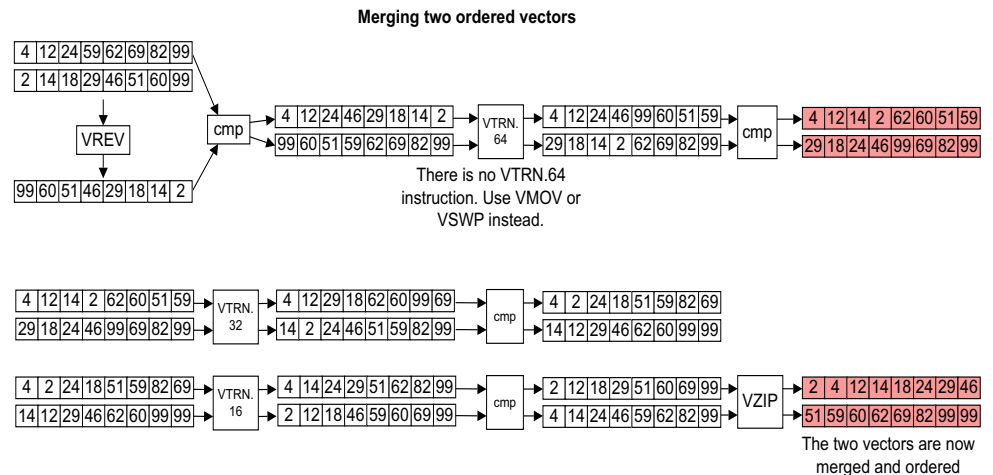 Merging two ordered vectors
4 12 24 59 62 69 82 99
2 14 18 29 46 51 60 99
VREV
99 60 51 46 29 18 14 2
cmp
4 12 24 46 29 18 14 2
99 60 51 59 62 69 82 99
VTRN.
64
4 12 24 46 99 60 51 59
29 18 14 2 62 69 82 99
cmp
4 12 14 2 62 60 51 59
29 18 24 46 99 69 82 99
There is no VTRN.64
instruction. Use VMOV or
VSWP instead.
4 12 14 2 62 60 51 59
29 18 24 46 99 69 82 99
VTRN.
32
4 12 29 18 62 60 99 69
14 2 24 46 51 59 82 99
cmp
4 2 24 18 51 59 82 69
14 12 29 46 62 60 99 99
4 2 24 18 51 59 82 69
14 12 29 46 62 60 99 99
VTRN.
16
4 14 24 29 51 62 82 99
2 12 18 46 59 60 69 99
cmp
2 12 18 29 51 60 69 99
4 14 24 46 59 62 82 99
VZIP
2 4 12 14 18 24 29 46
51 59 60 62 69 82 99 99
The two vectors are now
merged and ordered